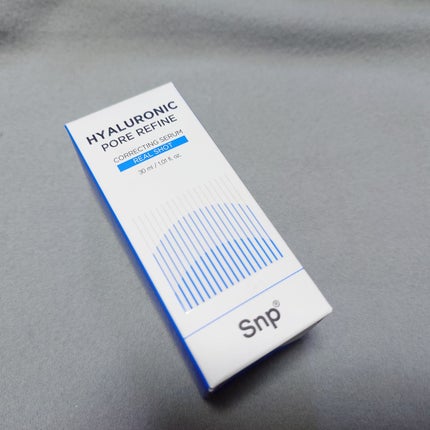 HYALURONIC
PORE REFINE
CORRECTING SERUM
REAL SHOT
30 ml / 1.01 fl. oz.
Snp®